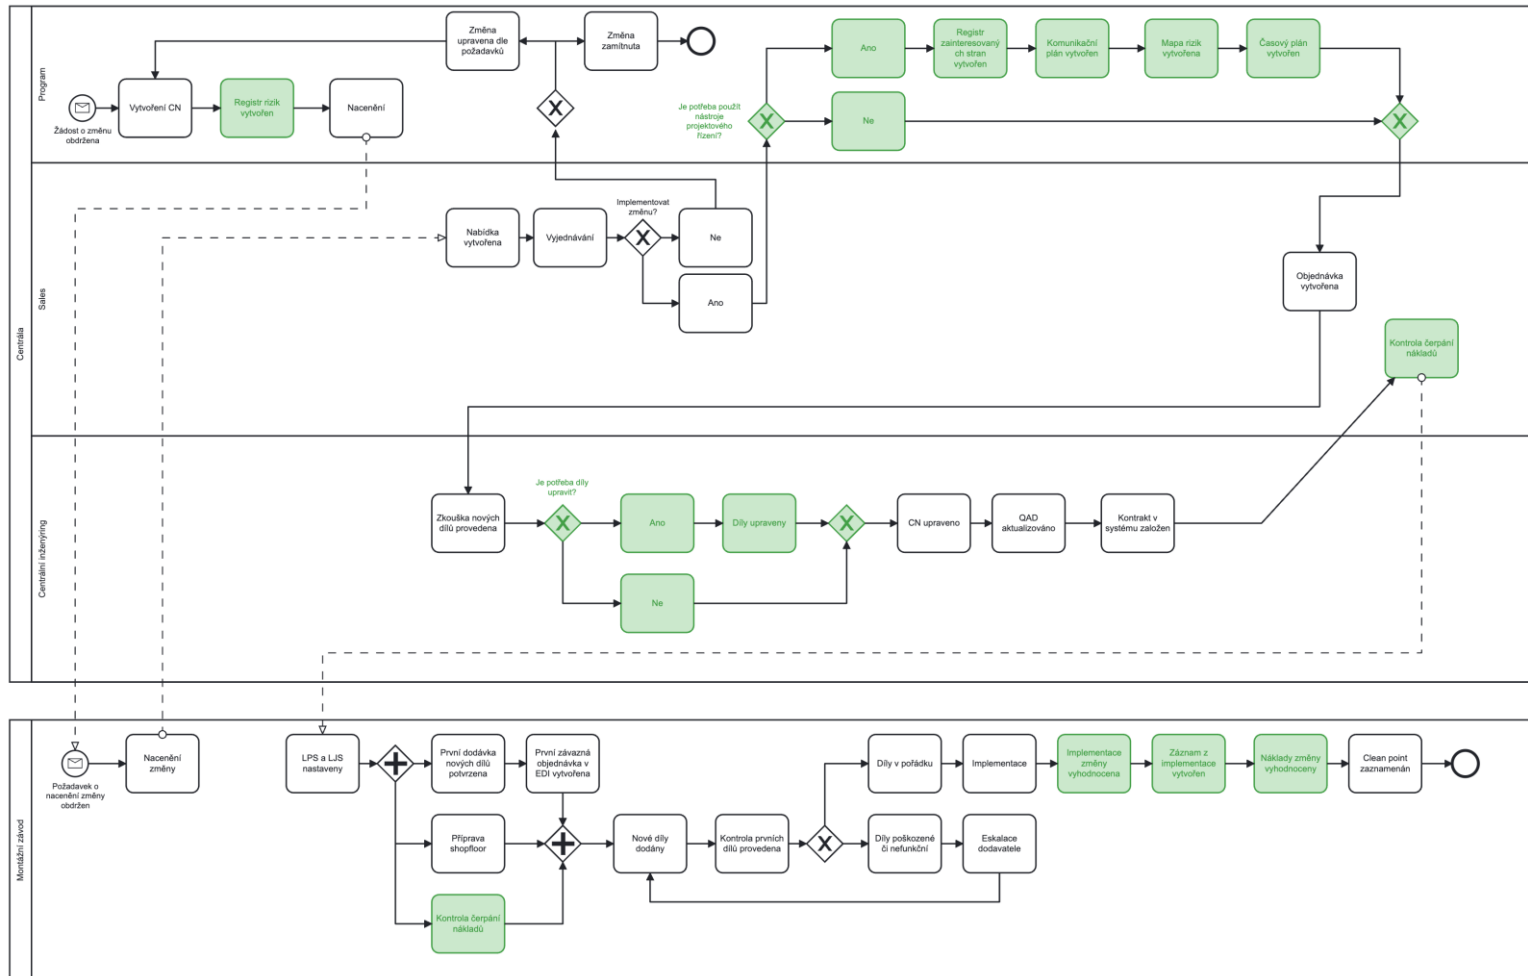 Centrála
Program
Žádost o změnu
obdržena
Vytvoření CN
Registr rizik
vytvořen
Nacenění
Změna
upravena dle
požadavků
Změna
zamítnuta
Je potřeba použít
nástroje
projektového
řízení?
Ano
Registr
zainteresovaný
ch stran
vytvořen
Komunikační
plán vytvořen
Mapa rizik
vytvořena
Časový plán
vytvořen
Ne
Sales
Nabídka
vytvořena
Vyjednávání
Implementovat
změnu?
Ne
Ano
Objednávka
vytvořena
Kontrola čerpání
nákladů
Centrální inženýring
Zkouška nových
dílů provedena
Je potřeba díly
upravit?
Ano
Díly upraveny
Ne
CN upraveno
QAD
aktualizováno
Kontrakt v
systému založen
Montážní závod
Požadavek o
nacenění změny
obdržen
Nacenění
změny
LPS a LJS
nastaveny
První dodávka
nových dílů
potvrzena
První závazná
objednávka v
EDI vytvořena
Příprava
shopfloor
Kontrola čerpání
nákladů
Nové díly
dodány
Kontrola prvních
dílů provedena
Díly v pořádku
Implementace
Implementace
změny
vyhodnocena
Záznam z
implementace
vytvořen
Náklady změny
vyhodnoceny
Clean point
zaznamenán
Díly poškozené
či nefunkční
Eskalace
dodavatele